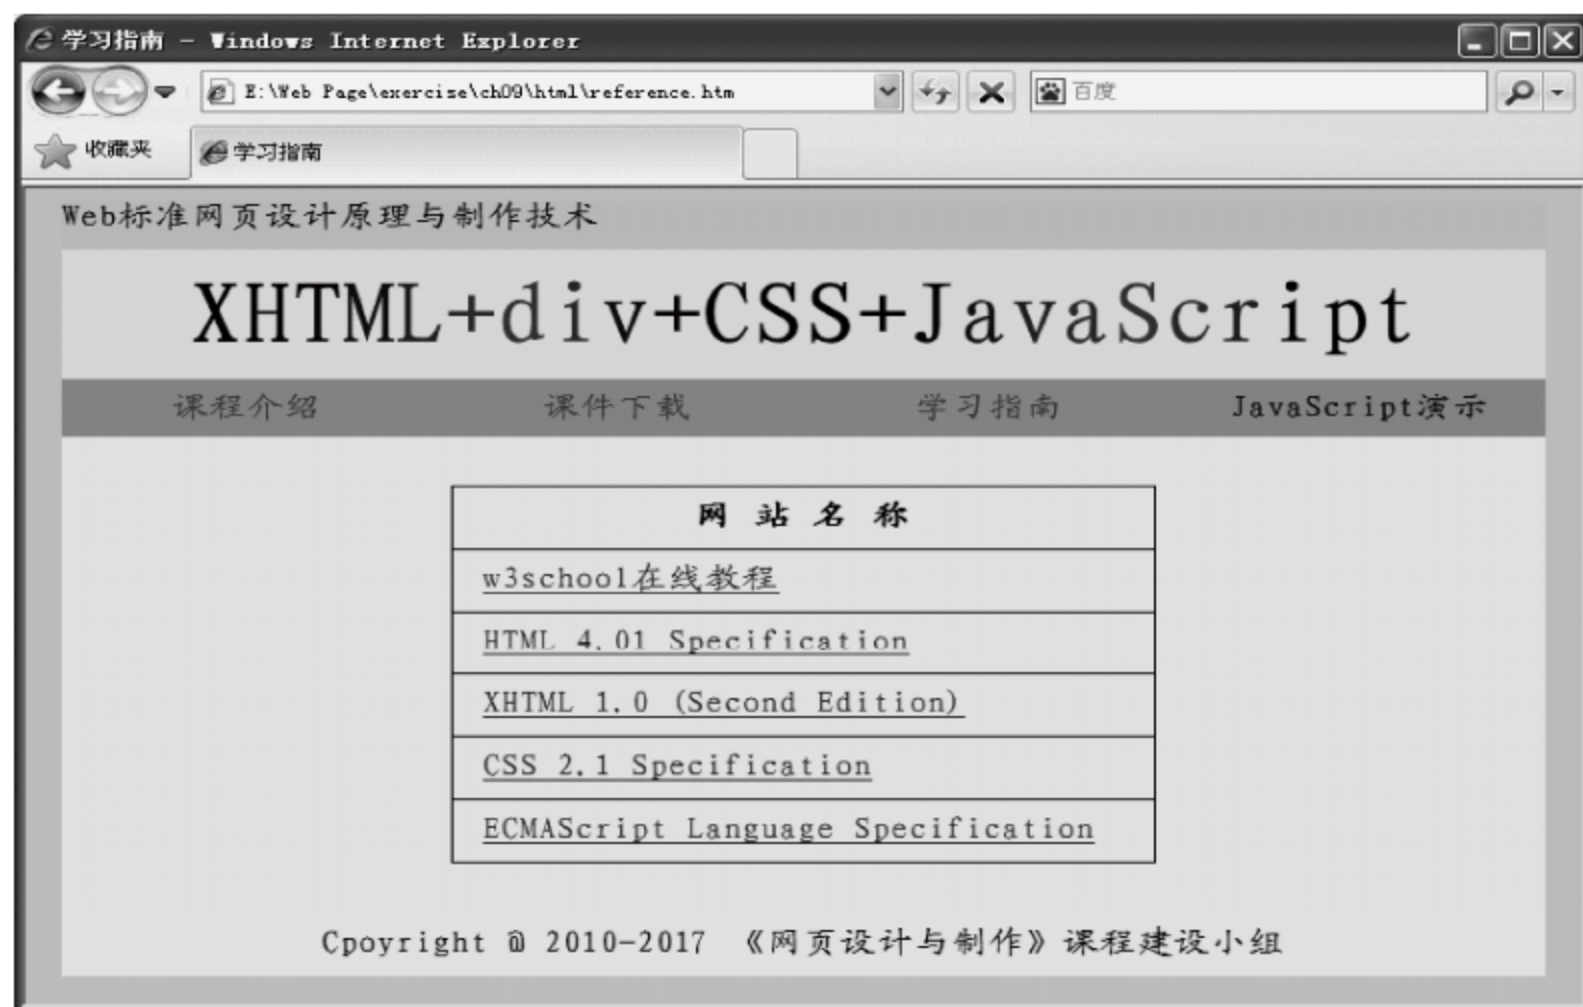 学习指南 - Windows Internet Explorer
E:\Web Page\exercise\ch09\html\reference.htm
百度
收藏夹
学习指南
Web标准网页设计原理与制作技术
XHTML+div+CSS+JavaScript
课程介绍 课件下载 学习指南 JavaScript演示
网 站 名 称
w3school在线教程
HTML 4.01 Specification
XHTML 1.0 (Second Edition)
CSS 2.1 Specification
ECMAScript Language Specification
Cpoyright @ 2010-2017 《网页设计与制作》课程建设小组